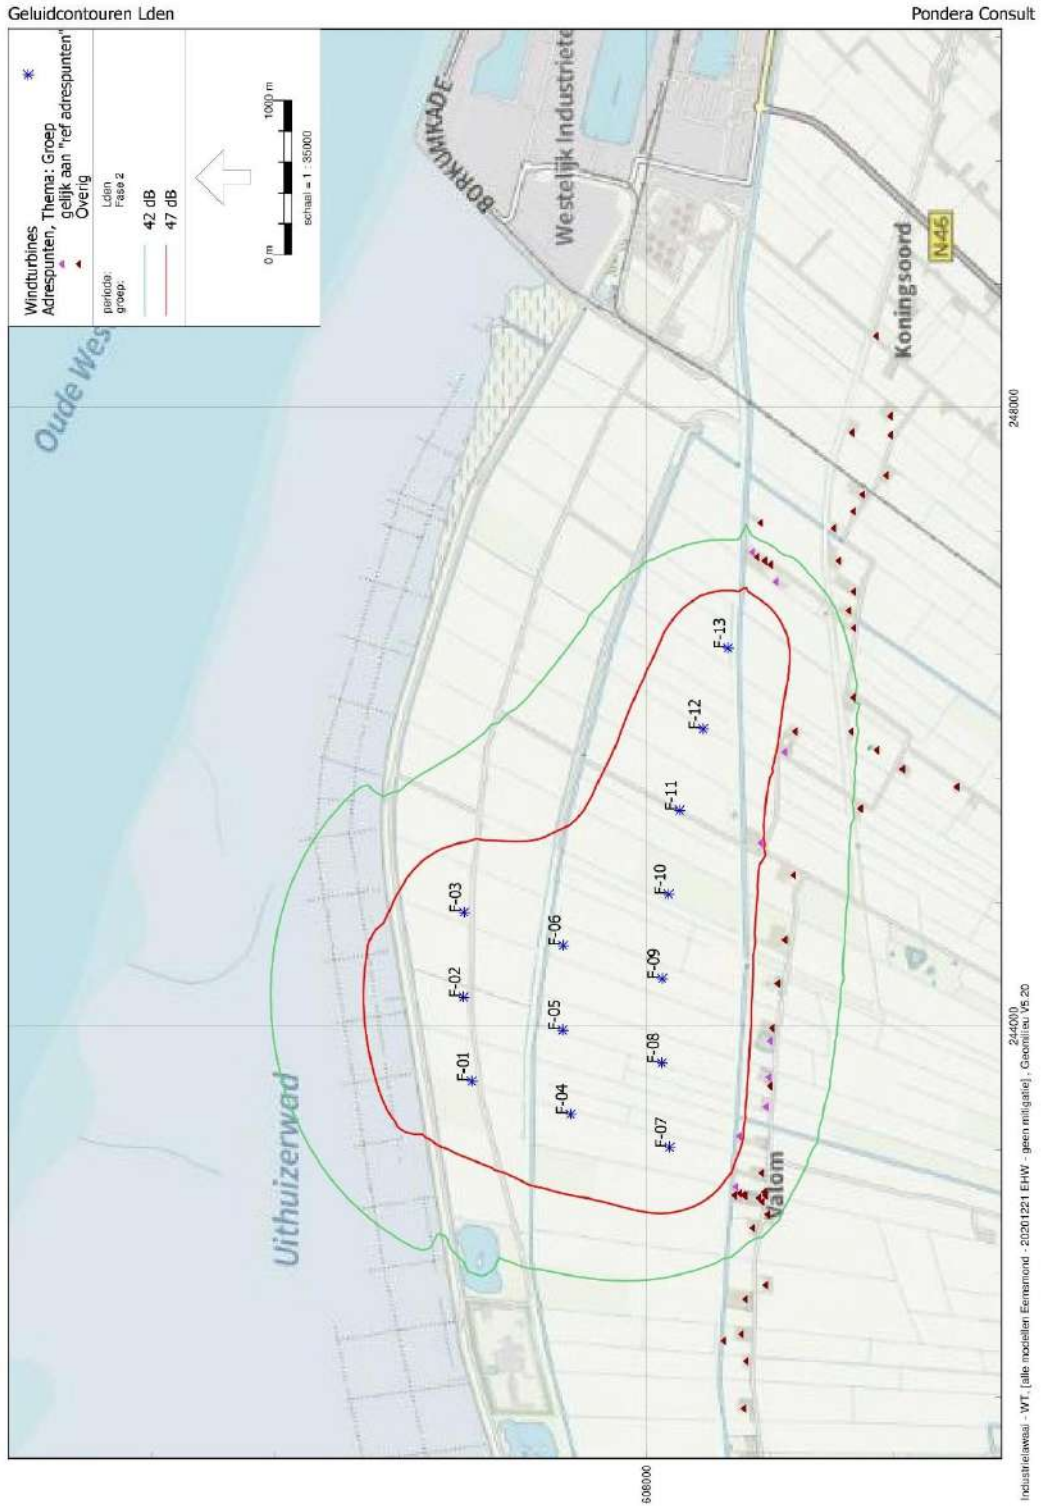 Geluidcontouren Lden
Pondera Consult
Windturbines
Adrespunten, Thema: Groep
gelijk aan "ref adrespunten"
Overig
periode: Lden
groep: Fase 2
42 dB
47 dB
0 m
1000 m
schaal = 1 : 35000
Oude Wes
BORKUMKADE
Westelijk Industriete
Koningsoord
N46
Uithuizerwad
Valom
F-01
F-02
F-03
F-04
F-05
F-06
F-07
F-08
F-09
F-10
F-11
F-12
F-13
248000
244000
608000
Industrielawaai - WT, [alle modellen Eemsmond - 20201221 EHW - geen mitigatie] , Geomilieu V5.20